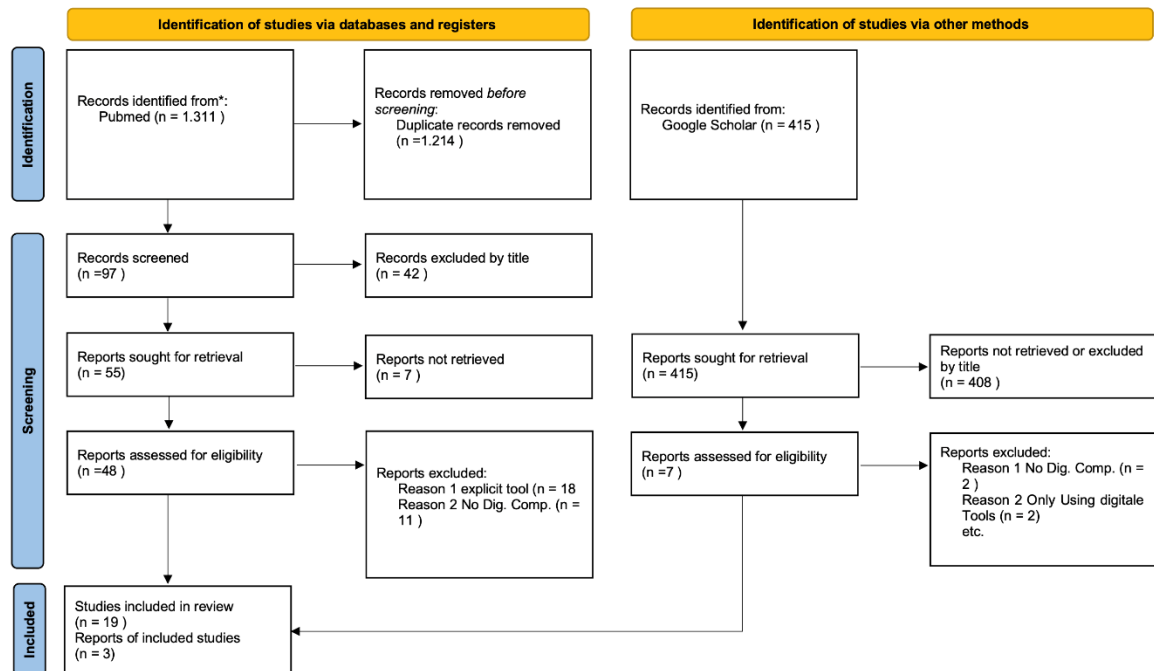 Identification of studies via databases and registers
Identification of studies via other methods
Identification
Records identified from*:
Pubmed (n = 1.311 )
Records removed before
screening:
Duplicate records removed
(n =1.214 )
Records identified from:
Google Scholar (n = 415 )
Screening
Records screened
(n =97 )
Records excluded by title
(n = 42 )
Reports sought for retrieval
(n = 55)
Reports not retrieved
(n = 7 )
Reports sought for retrieval
(n = 415)
Reports not retrieved or excluded
by title
(n = 408 )
Reports assessed for eligibility
(n =48 )
Reports excluded:
Reason 1 explicit tool (n = 18
Reason 2 No Dig. Comp. (n =
11 )
Reports assessed for eligibility
(n =7 )
Reports excluded:
Reason 1 No Dig. Comp. (n =
2 )
Reason 2 Only Using digitale
Tools (n = 2)
etc.
Included
Studies included in review
(n = 19 )
Reports of included studies
(n = 3)